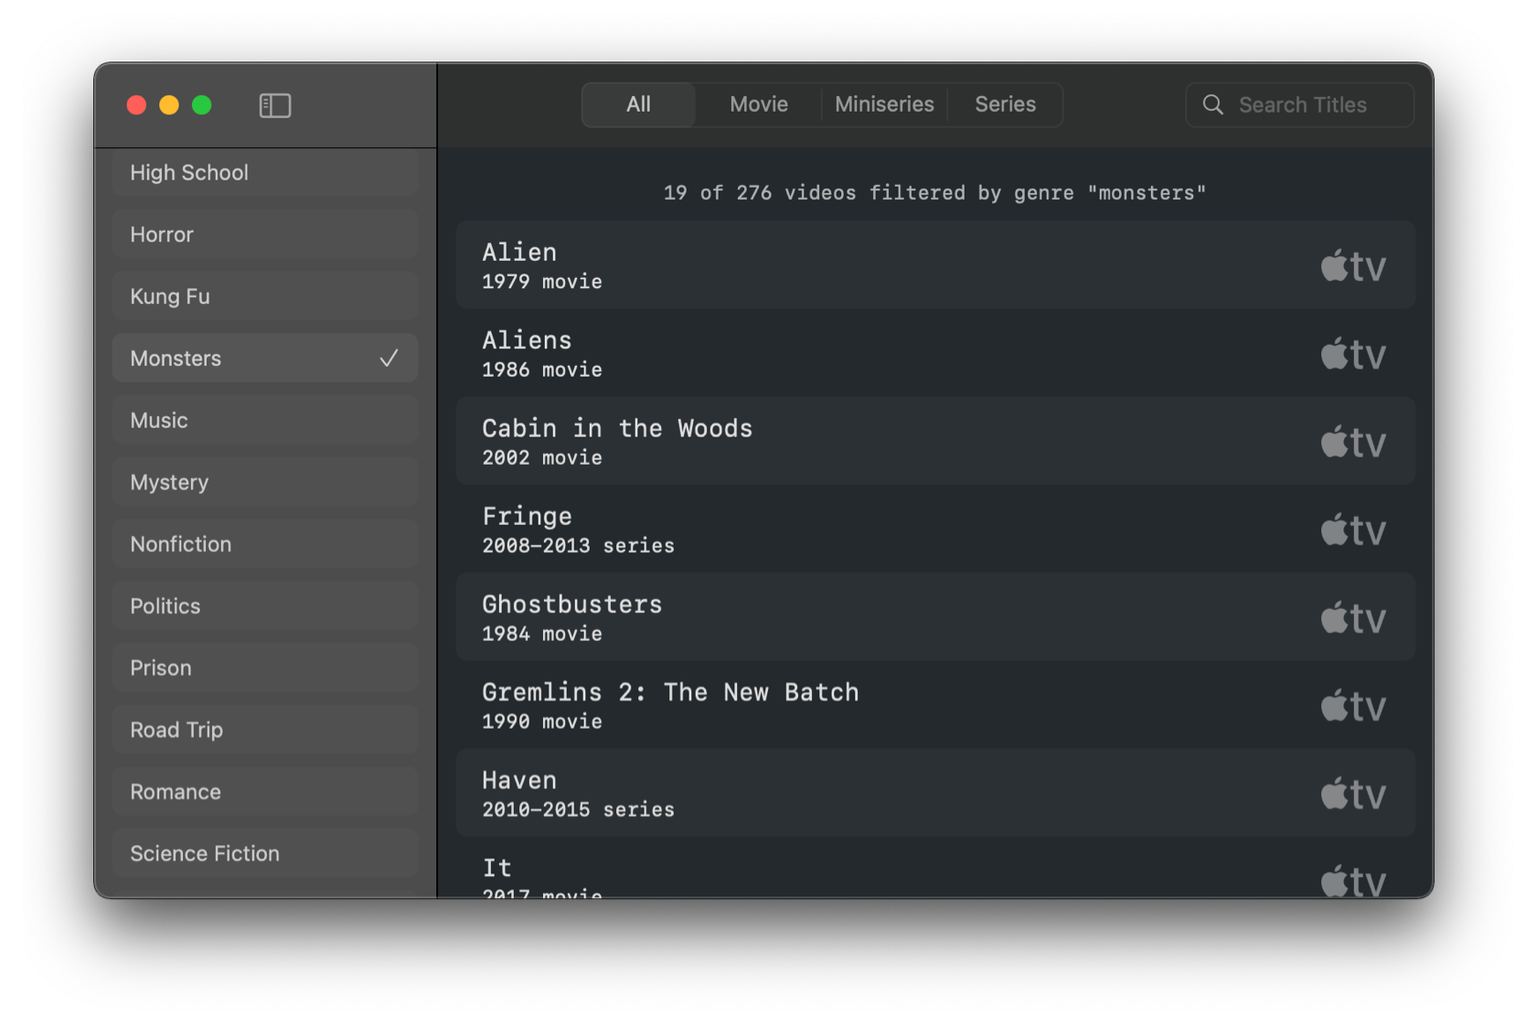 All
Movie
Miniseries
Series
Search Titles
High School
Horror
Kung Fu
Monsters
Music
Mystery
Nonfiction
Politics
Prison
Road Trip
Romance
Science Fiction
19 of 276 videos filtered by genre "monsters"
Alien
1979 movie
tv
Aliens
1986 movie
tv
Cabin in the Woods
2002 movie
tv
Fringe
2008–2013 series
tv
Ghostbusters
1984 movie
tv
Gremlins 2: The New Batch
1990 movie
tv
Haven
2010–2015 series
tv
It
2017 movie
tv